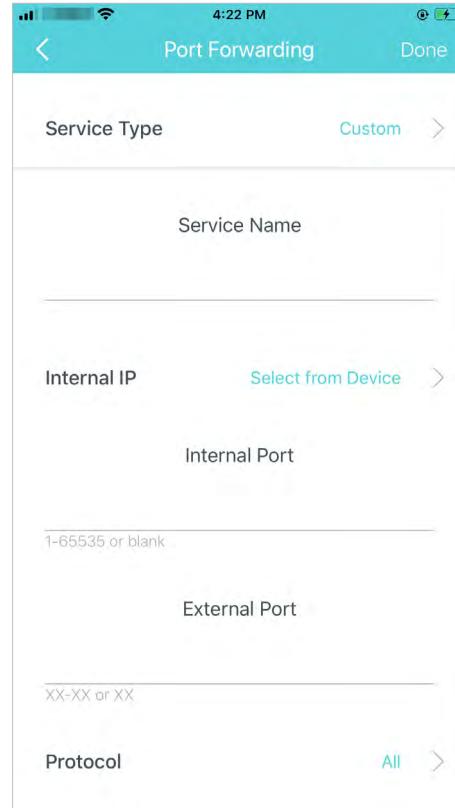 4:22 PM
Port Forwarding Done
Service Type Custom
Service Name
Internal IP Select from Device
Internal Port
1-65535 or blank
External Port
XX-XX or XX
Protocol All